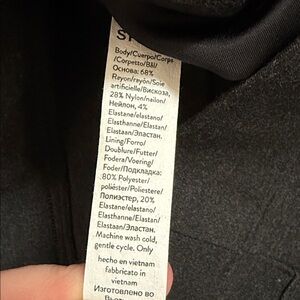 Body/Cuerpo/Corps
/Corpetto/Bål/
Основа: 68%
Rayon/rayón/Soie
artificielle/Вискоза,
28% Nylon/nailon/
Нейлон, 4%
Elastane/elastano/
Elasthanne/Elastan/
Elastaan/Эластан.
Lining/Forro/
Doublure/Futter/
Fodera/Voering/
Foder/Подкладка:
80% Polyester/
poliéster/Poliestere/
Полиэстер, 20%
Elastane/elastano/
Elasthanne/Elastan/
Elastaan/Эластан.
Machine wash cold,
gentle cycle. Only
hecho en vietnam
fabbricato in
vietnam
Изготовлено во